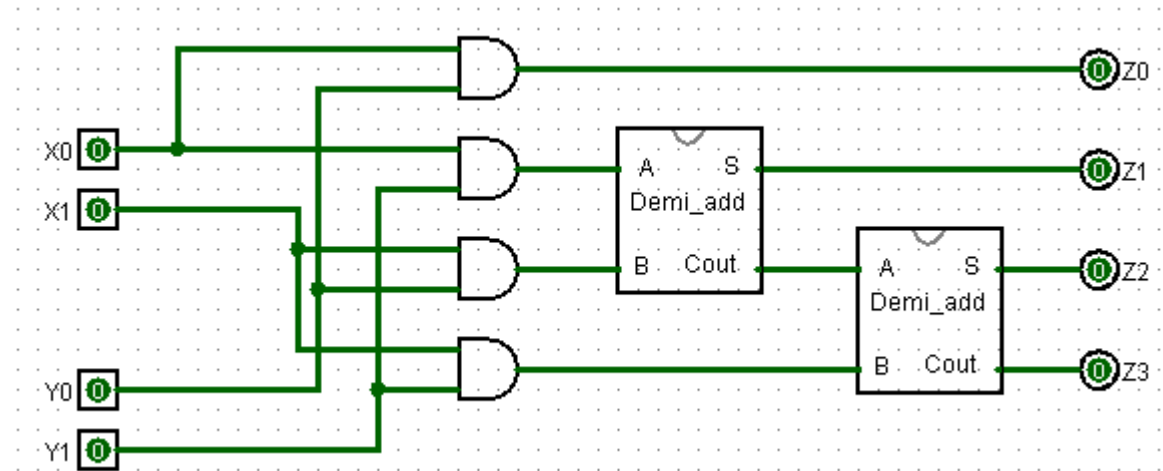 0 Z0
X0 0
A S 0 Z1
X1 0
Demi_add
B Cout A S 0 Z2
Demi_add
B Cout 0 Z3
Y0 0
Y1 0